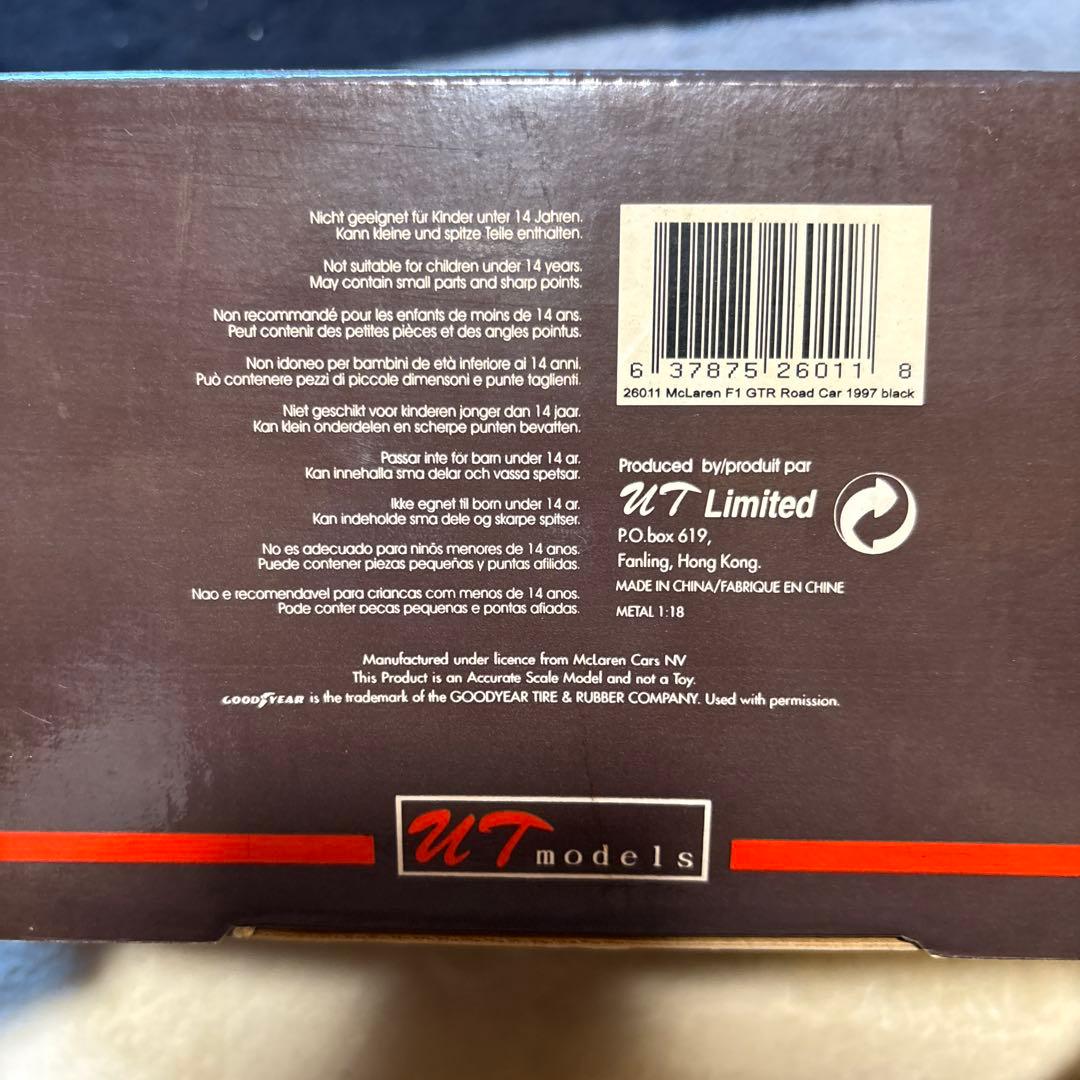 Nicht geeignet für Kinder unter 14 Jahren.
Kann kleine und spitze Teile enthalten.
Not suitable for children under 14 years.
May contain small parts and sharp points.
Non recommandé pour les enfants de moins de 14 ans.
Peut contenir des petites pièces et des angles pointus.
Non idoneo per bambini de età inferiore ai 14 anni.
Può contenere pezzi di piccole dimensoni e punte taglienti.
Niet geschikt voor kinderen jonger dan 14 jaar.
Kan klein onderdelen en scherpe punten bevatten.
Passar inte för barn under 14 ar.
Kan innehalla sma delar och vassa spetsar.
Ikke egnet til born under 14 ar.
Kan indeholde sma dele og skarpe spitser.
No es adecuado para ninõs menores de 14 anos.
Puede contener piezas pequeñas y puntas afilidas.
Nao e recomendavel para criancas com menos de 14 anos.
Pode conter pecas pequenas e pontas afiadas.
6 37875 26011 8
26011 McLaren F1 GTR Road Car 1997 black
Produced by/produit par
UT Limited
P.O.box 619,
Fanling, Hong Kong.
MADE IN CHINA/FABRIQUE EN CHINE
METAL 1:18
Manufactured under licence from McLaren Cars NV
This Product is an Accurate Scale Model and not a Toy.
GOODYEAR is the trademark of the GOODYEAR TIRE & RUBBER COMPANY. Used with permission.
UT models